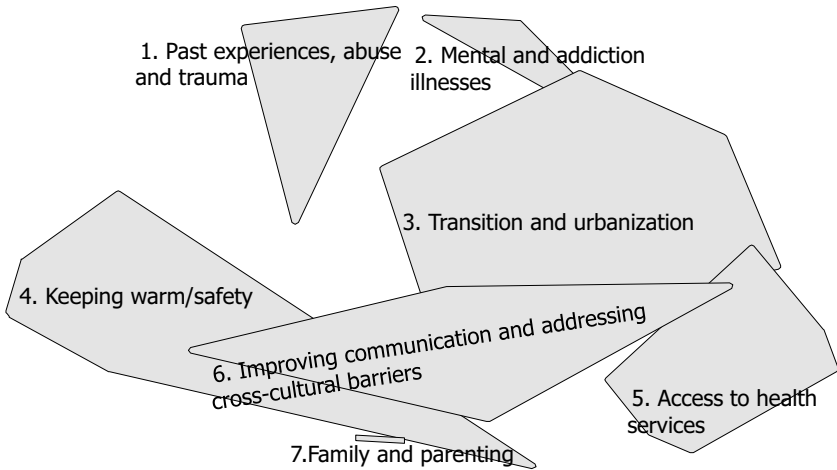 1. Past experiences, abuse
and trauma
2. Mental and addiction
illnesses
3. Transition and urbanization
4. Keeping warm/safety
6. Improving communication and addressing
cross-cultural barriers
5. Access to health
services
7.Family and parenting